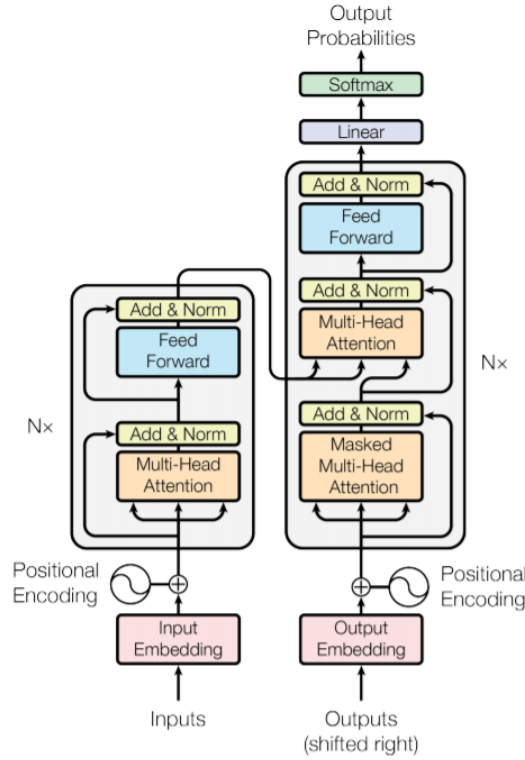 Output
Probabilities
Softmax
Linear
Add & Norm
Feed
Forward
Add & Norm
Multi-Head
Attention
Add & Norm
Masked
Multi-Head
Attention
N×
Positional
Encoding
Output
Embedding
Outputs
(shifted right)
Add & Norm
Feed
Forward
Add & Norm
Multi-Head
Attention
N×
Positional
Encoding
Input
Embedding
Inputs